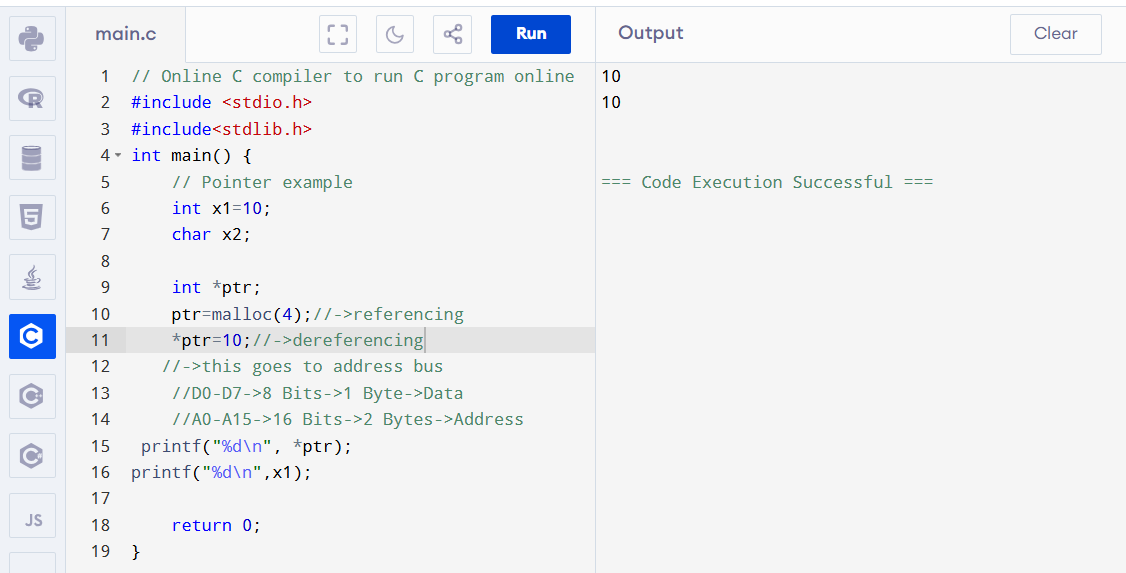 main.c
Run
Output
Clear
1 // Online C compiler to run C program online
2 #include <stdio.h>
3 #include<stdlib.h>
4 int main() {
5 // Pointer example
6 int x1=10;
7 char x2;
8
9 int *ptr;
10 ptr=malloc(4);//->referencing
11 *ptr=10;//->dereferencing
12 //->this goes to address bus
13 //D0-D7->8 Bits->1 Byte->Data
14 //A0-A15->16 Bits->2 Bytes->Address
15 printf("%d\n", *ptr);
16 printf("%d\n",x1);
17
18 return 0;
19 }
10
10
=== Code Execution Successful ===
R
5
C
C
C
JS